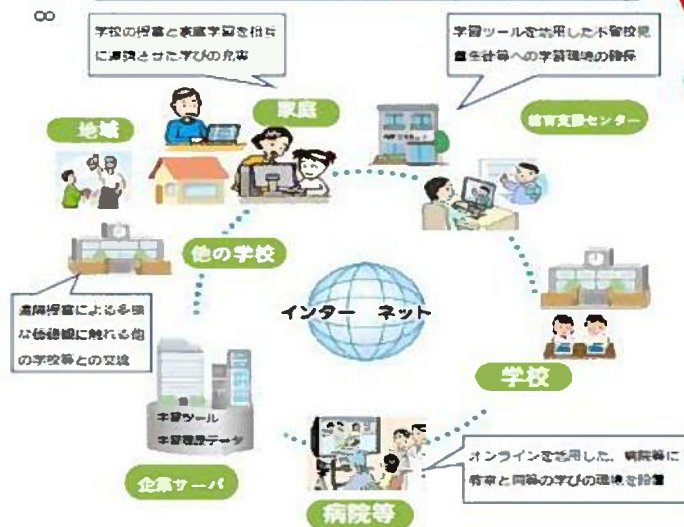 ∞
学校の授業と家庭学習を相互
に連携させた学びの充実
学習ツールを活用した不登校児
童生徒等への学習環境の確保
家庭
地域
教育支援センター
他の学校
遠隔授業による多様
な価値観に触れる他
の学校等との交流
インターネット
学校
学習ツール
学習履歴データ
企業サーバ
オンラインを活用した、病院等に
教室と同等の学びの環境を設置
病院等